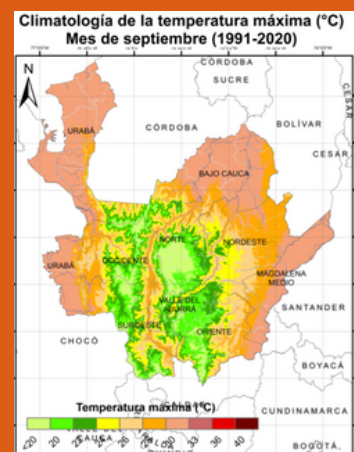 Climatología de la temperatura máxima (°C)
Mes de septiembre (1991-2020)
N
CÓRDOBA
SUCRE
CESAR
URABÁ
CÓRDOBA
BOLÍVAR
CESAR
BAJO CAUCA
NORTE
NORDESTE
OCCIDENTE
URABÁ
MAGDALENA
MEDIO
VALLE DEL
ABURRÁ
SANTANDER
SUROESTE
ORIENTE
CHOCÓ
BOYACÁ
Temperatura máxima (°C)
CUNDINAMARCA
<20 20 22 24 26 28 30 33 36 40
BOGOTÁ,